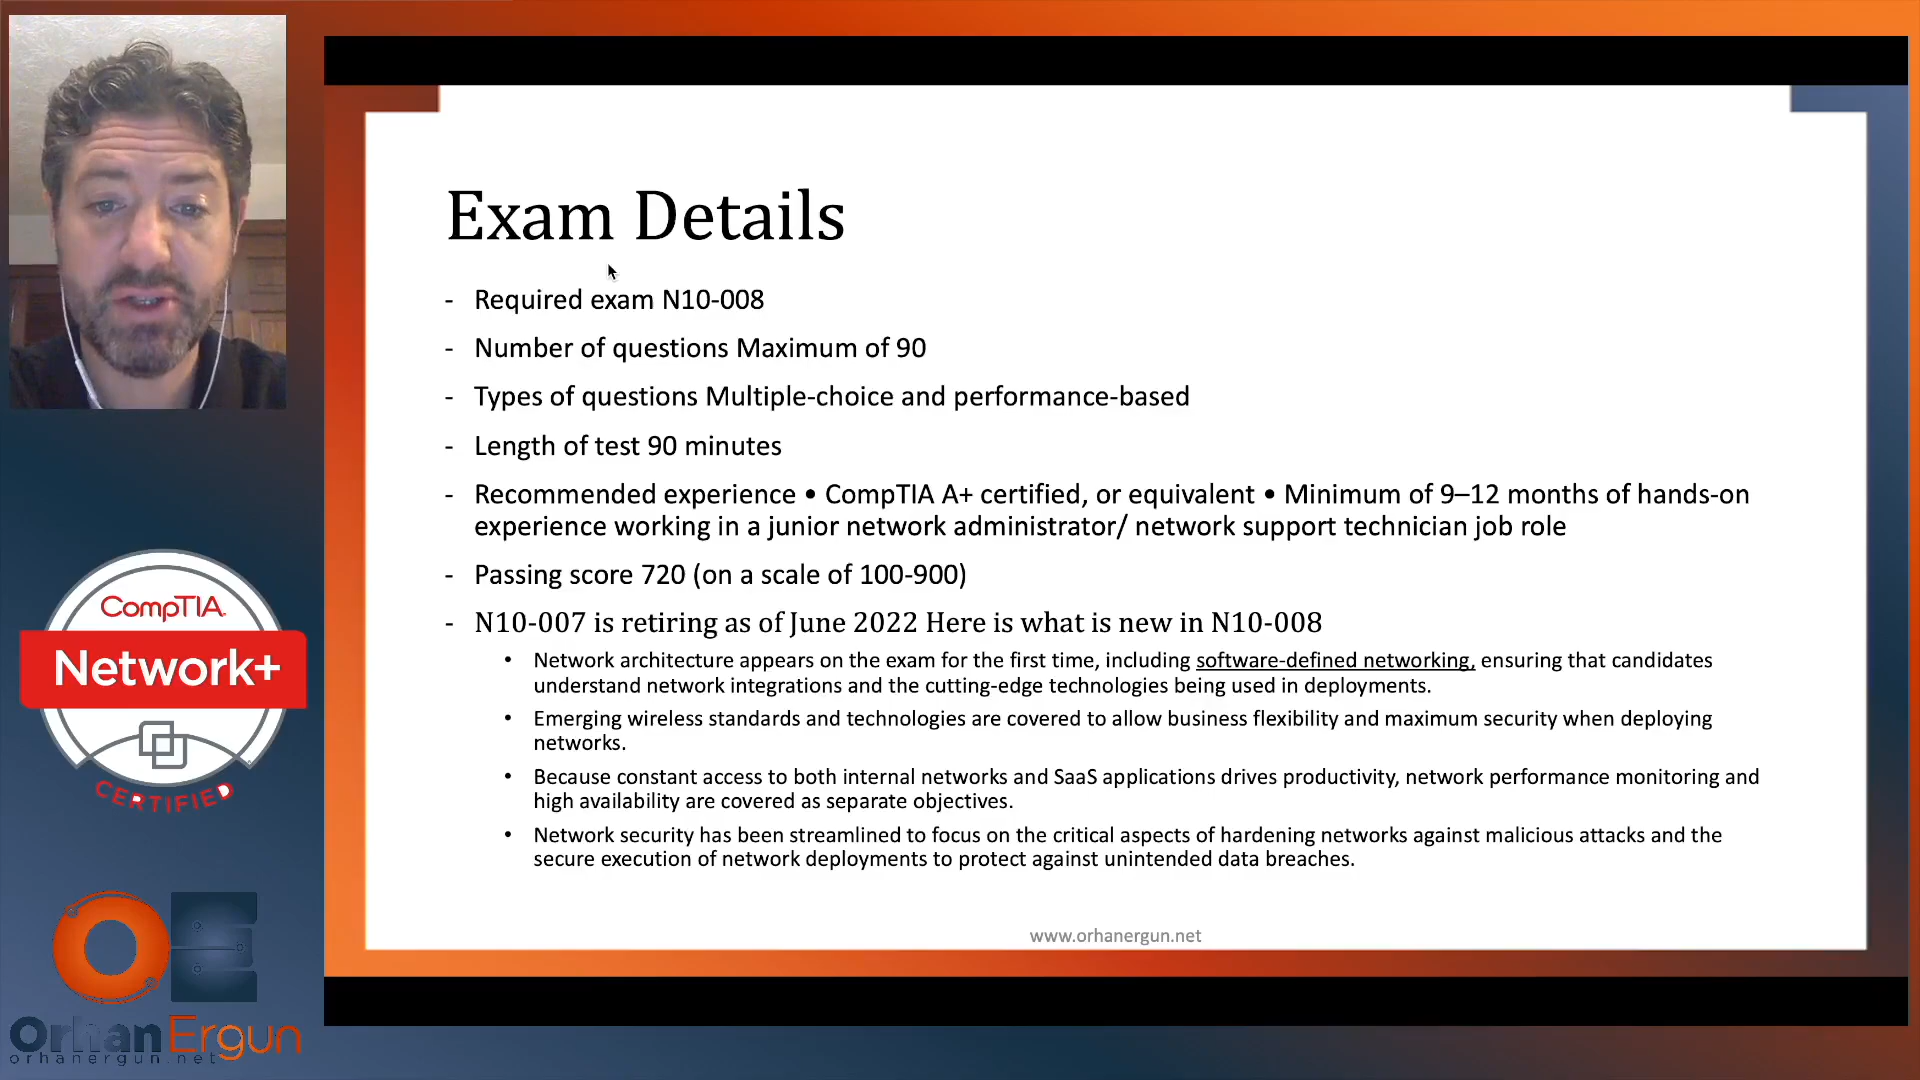 Exam Details
- Required exam N10-008
- Number of questions Maximum of 90
- Types of questions Multiple-choice and performance-based
- Length of test 90 minutes
- Recommended experience • CompTIA A+ certified, or equivalent • Minimum of 9–12 months of hands-on
experience working in a junior network administrator/ network support technician job role
- Passing score 720 (on a scale of 100-900)
- N10-007 is retiring as of June 2022 Here is what is new in N10-008
• Network architecture appears on the exam for the first time, including software-defined networking, ensuring that candidates
understand network integrations and the cutting-edge technologies being used in deployments.
• Emerging wireless standards and technologies are covered to allow business flexibility and maximum security when deploying
networks.
• Because constant access to both internal networks and SaaS applications drives productivity, network performance monitoring and
high availability are covered as separate objectives.
• Network security has been streamlined to focus on the critical aspects of hardening networks against malicious attacks and the
secure execution of network deployments to protect against unintended data breaches.
www.orhanergun.net
CompTIA.
Network+
CERTIFIED
OE
OrhanErgun
orhanergun.net